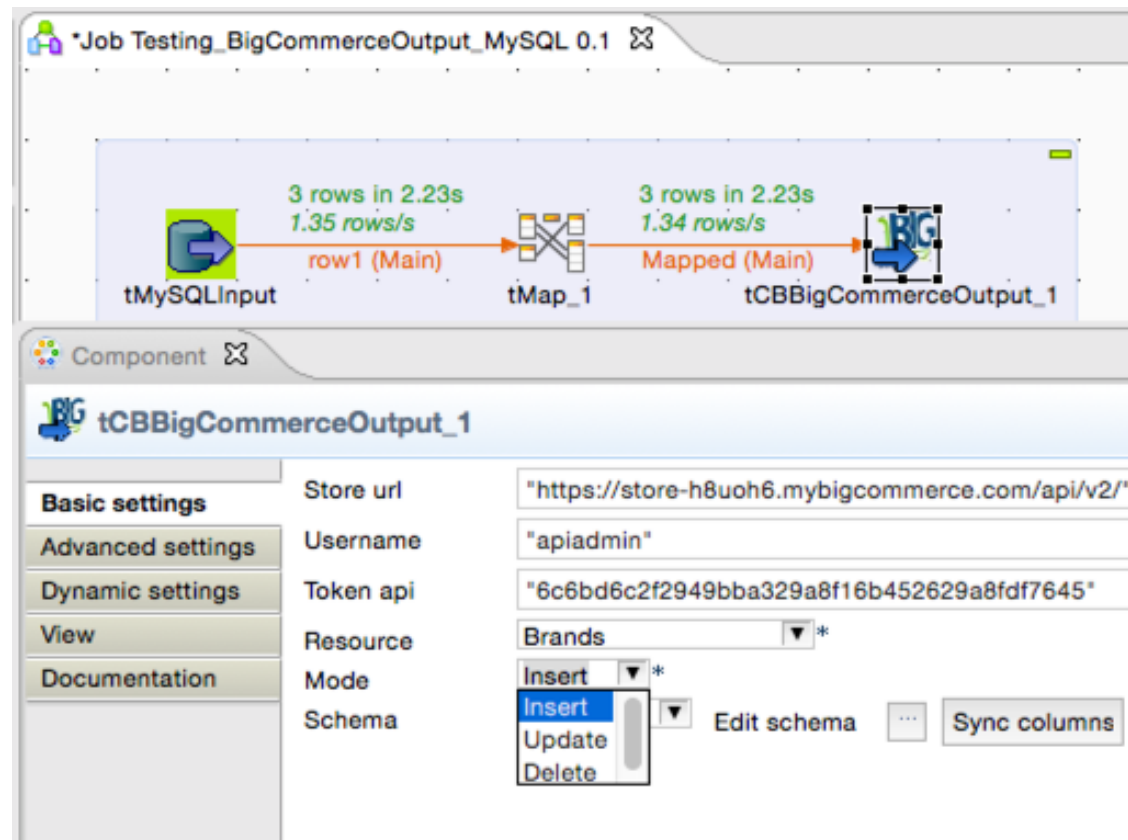 *Job Testing_BigCommerceOutput_MySQL 0.1
3 rows in 2.23s
1.35 rows/s
row1 (Main)
3 rows in 2.23s
1.34 rows/s
Mapped (Main)
BIG
tMySQLInput
tMap_1
tCBBigCommerceOutput_1
Component
BIG
tCBBigCommerceOutput_1
Basic settings
Advanced settings
Dynamic settings
View
Documentation
Store url "https://store-h8uoh6.mybigcommerce.com/api/v2/"
Username "apiadmin"
Token api "6c6bd6c2f2949bba329a8f16b452629a8fdf7645"
Resource Brands *
Mode Insert *
Insert
Update
Delete
Schema Edit schema ... Sync columns